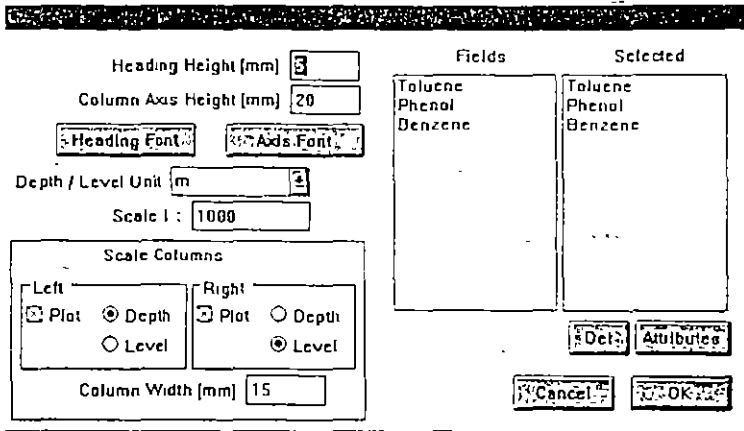 Heading Height [mm] 5
Column Axis Height [mm] 20
Heading Font Axis Font
Depth / Level Unit m
Scale 1 : 1000
Scale Columns
Left Right
Plot Depth Plot Depth
Level Level
Column Width [mm] 15
Fields Selected
Toluene Toluene
Phenol Phenol
Benzene Benzene
Del Attributes
Cancel OK